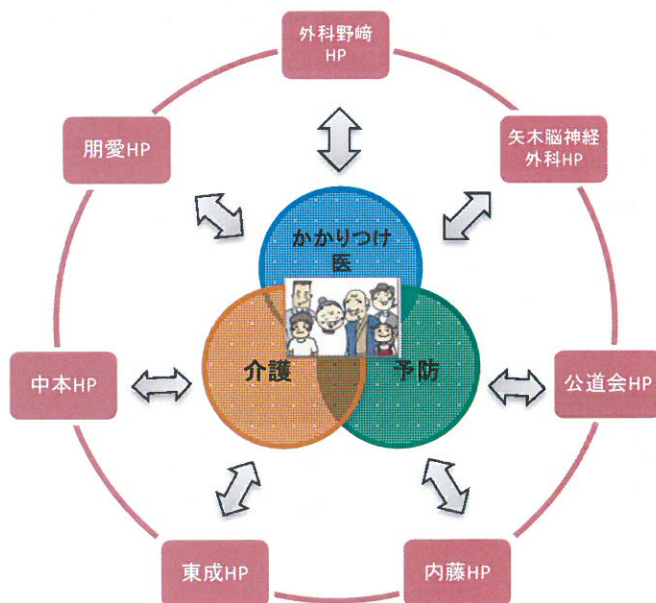 外科野﨑
HP
朋愛HP
矢木脳神経
外科HP
かかりつけ
医
中本HP
介護
予防
公道会HP
東成HP
内藤HP